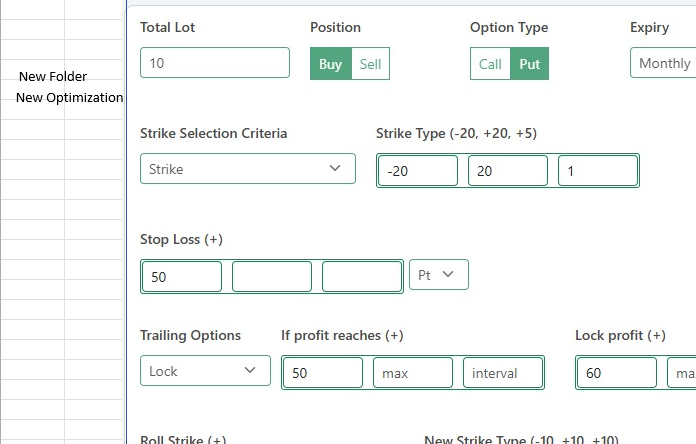 Total Lot Position Option Type Expiry
10 Buy Sell Call Put Monthly
New Folder
New Optimization
Strike Selection Criteria Strike Type (-20, +20, +5)
Strike -20 20 1
Stop Loss (+)
50 Pt
Trailing Options If profit reaches (+) Lock profit (+)
Lock 50 max interval 60 ma
Roll Strike (+) New Strike Type (-10, +10, +10)